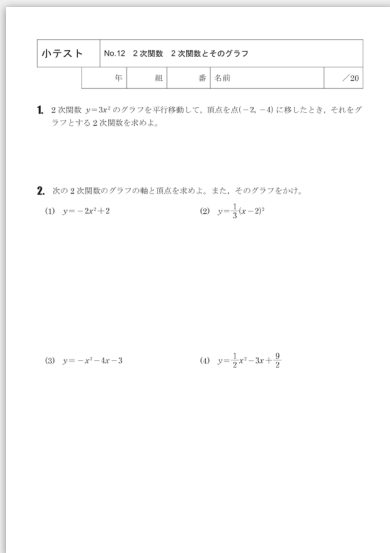 小テスト No.12 2次関数 2次関数とそのグラフ
年 組 番 名前 /20
1. 2次関数 y=3x²のグラフを平行移動して，頂点を点(−2, −4)に移したとき，それをグ
ラフとする2次関数を求めよ。
2. 次の2次関数のグラフの軸と頂点を求めよ。また，そのグラフをかけ。
(1) y=−2x²+2 (2) y=1/3(x−2)²
(3) y=−x²−4x−3 (4) y=1/2x²−3x+9/2